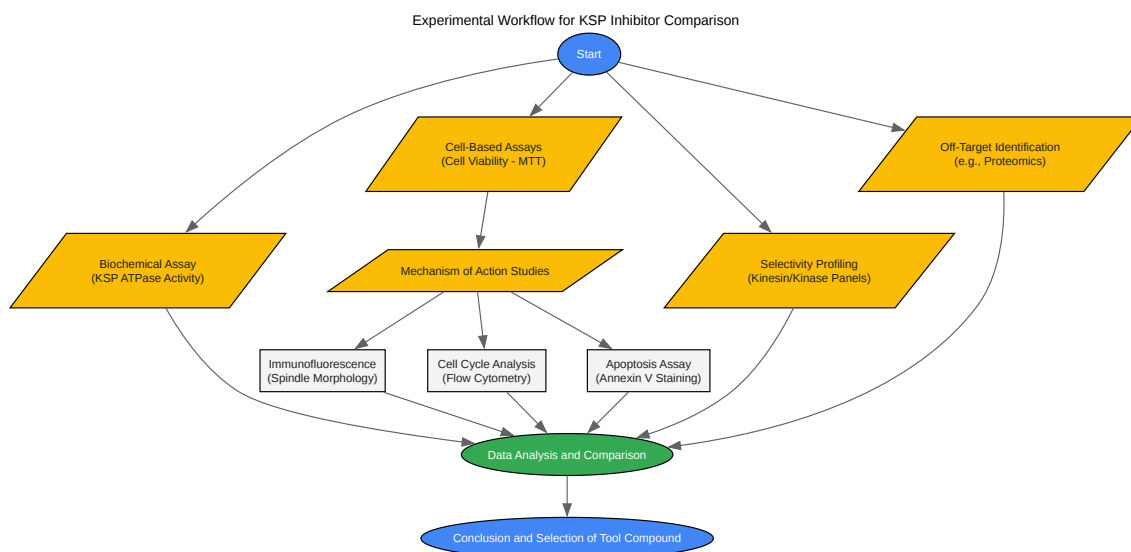 Experimental Workflow for KSP Inhibitor Comparison
Start
Cell-Based Assays
(Cell Viability - MTT)
Off-Target Identification
(e.g., Proteomics)
Biochemical Assay
(KSP ATPase Activity)
Mechanism of Action Studies
Selectivity Profiling
(Kinesin/Kinase Panels)
Immunofluorescence
(Spindle Morphology)
Cell Cycle Analysis
(Flow Cytometry)
Apoptosis Assay
(Annexin V Staining)
Data Analysis and Comparison
Conclusion and Selection of Tool Compound